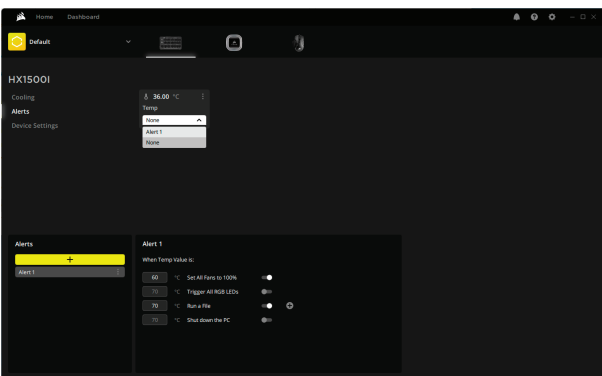 Home Dashboard
Default
HX1500I
Cooling
Alerts
Device Settings
36.00 °C
Temp
None
Alert 1
None
Alerts
+
Alert 1
Alert 1
When Temp Value is:
60 °C Set All Fans to 100%
70 °C Trigger All RGB LEDs
70 °C Run a File
70 °C Shut down the PC